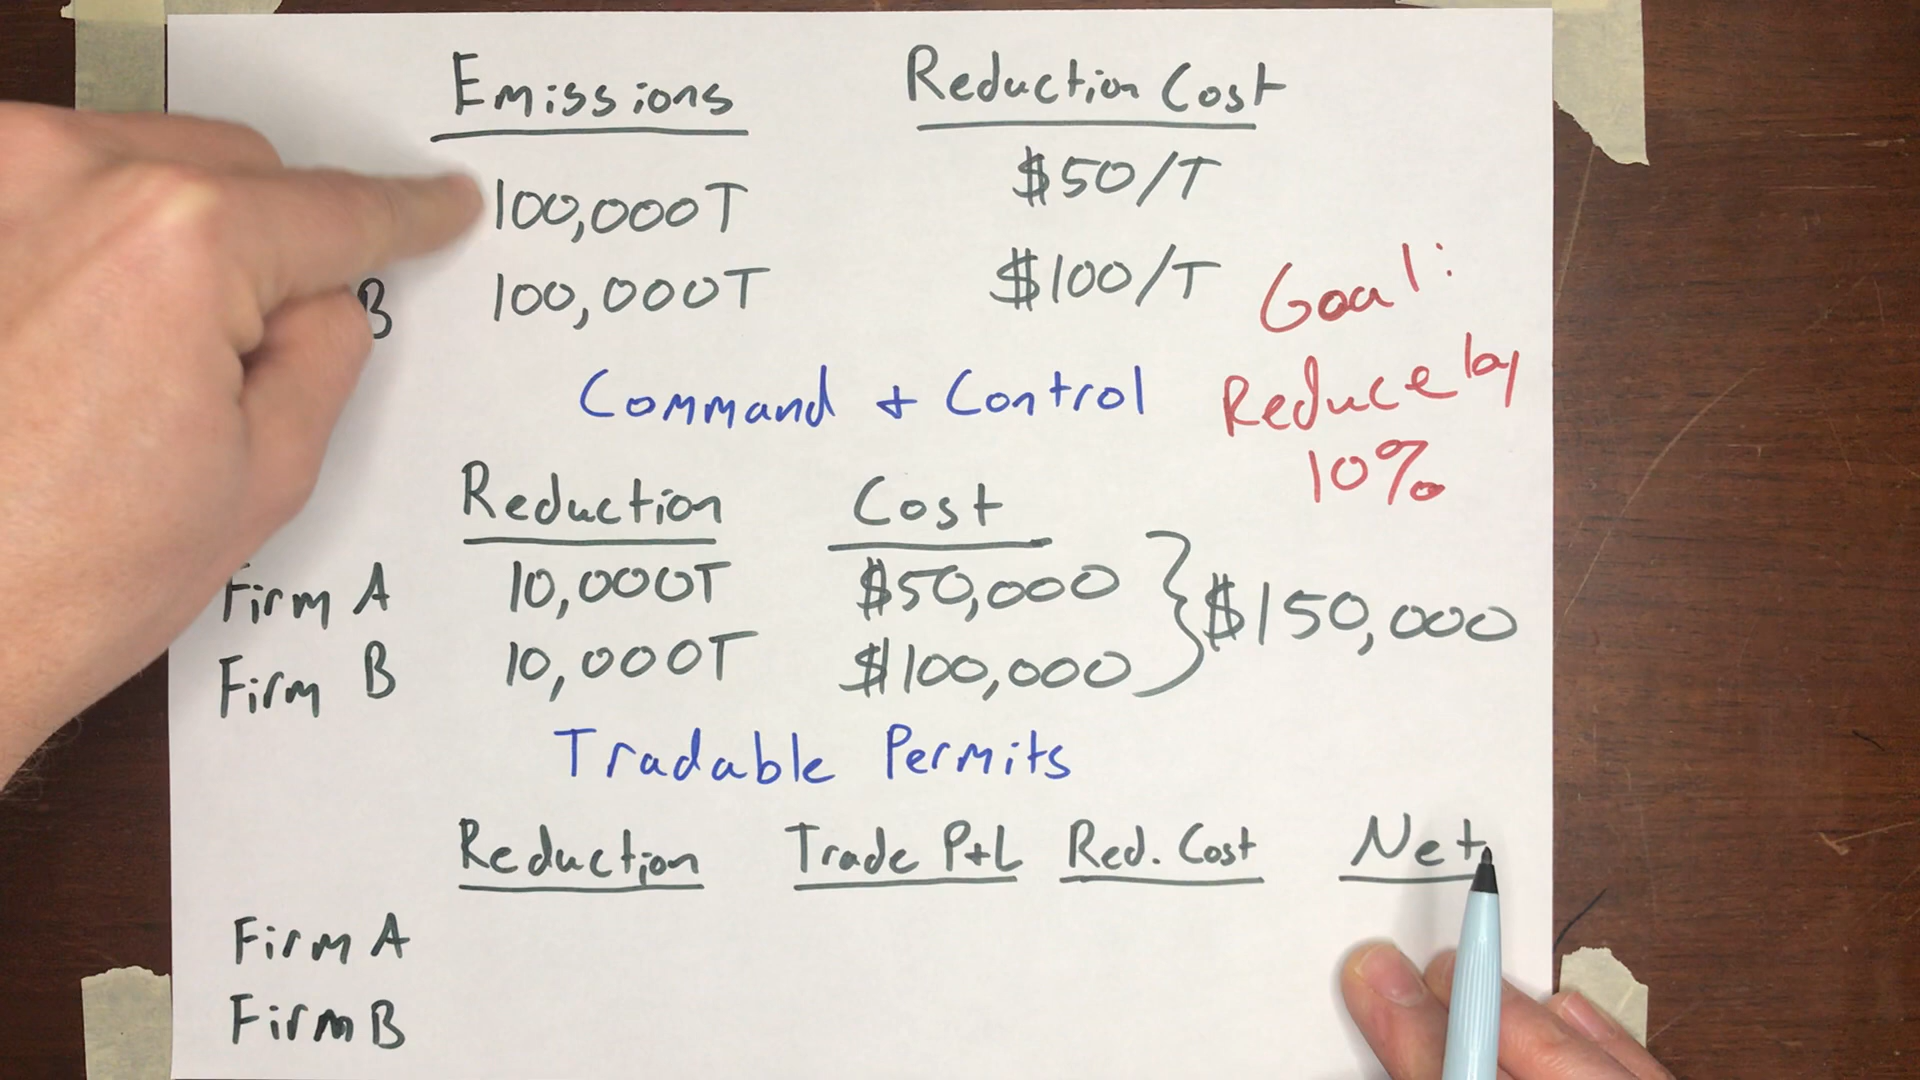 Emissions Reduction Cost
100,000T $50/T
B 100,000T $100/T
Goal:
Reduce by
10%
Command + Control
Reduction Cost
Firm A 10,000T $50,000
Firm B 10,000T $100,000
} $150,000
Tradable Permits
Reduction Trade P+L Red. Cost Net
Firm A
Firm B